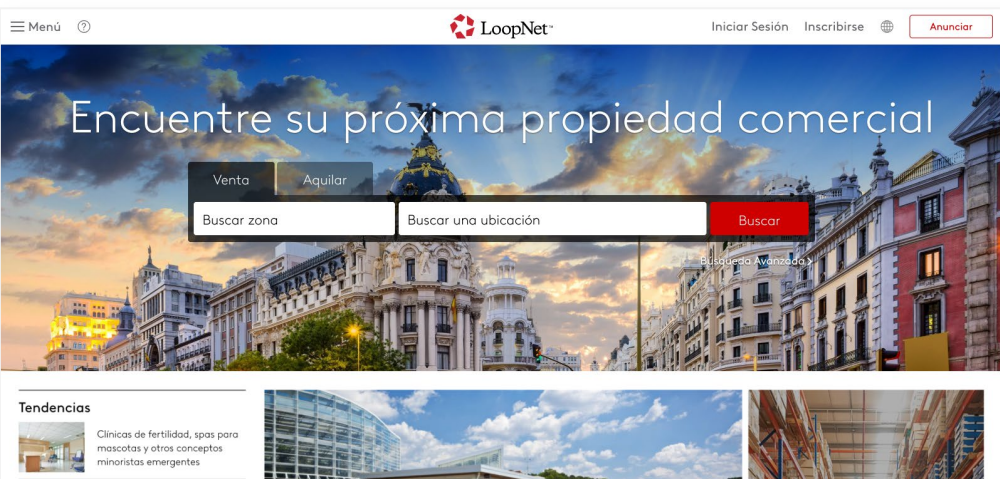 Menú
?
LoopNet™
Iniciar Sesión
Inscribirse
Anunciar
Encuentre su próxima propiedad comercial
Venta
Aquilar
Buscar zona
Buscar una ubicación
Buscar
Búsqueda Avanzada >
Tendencias
Clínicas de fertilidad, spas para
mascotas y otros conceptos
minoristas emergentes